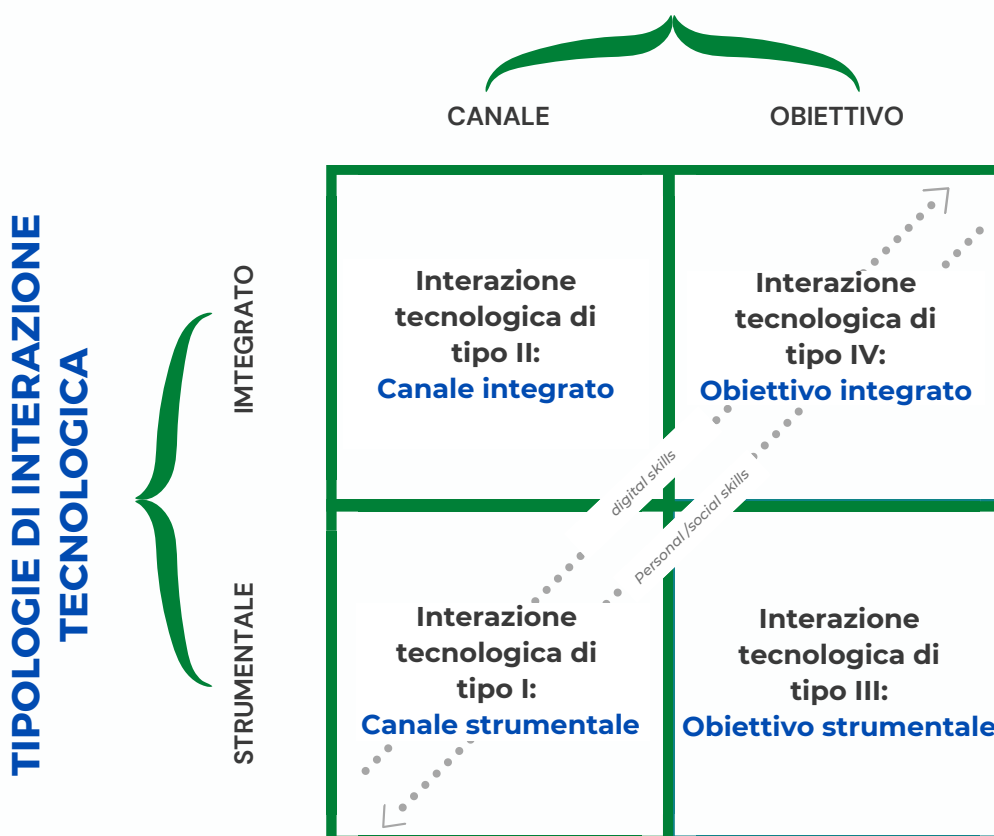 CANALE
OBIETTIVO
TIPOLOGIE DI INTERAZIONE
TECNOLOGICA
IMTEGRATO
STRUMENTALE
Interazione
tecnologica di
tipo II:
Canale integrato
Interazione
tecnologica di
tipo IV:
Obiettivo integrato
digital skills
Personal/social skills
Interazione
tecnologica di
tipo I:
Canale strumentale
Interazione
tecnologica di
tipo III:
Obiettivo strumentale